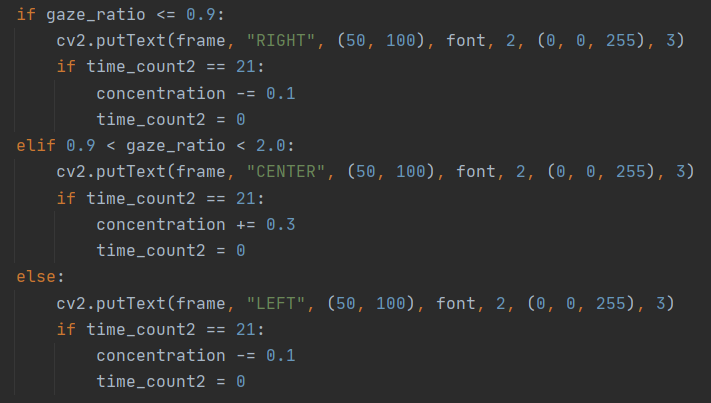 if gaze_ratio <= 0.9:
    cv2.putText(frame, "RIGHT", (50, 100), font, 2, (0, 0, 255), 3)
    if time_count2 == 21:
        concentration -= 0.1
        time_count2 = 0
elif 0.9 < gaze_ratio < 2.0:
    cv2.putText(frame, "CENTER", (50, 100), font, 2, (0, 0, 255), 3)
    if time_count2 == 21:
        concentration += 0.3
        time_count2 = 0
else:
    cv2.putText(frame, "LEFT", (50, 100), font, 2, (0, 0, 255), 3)
    if time_count2 == 21:
        concentration -= 0.1
        time_count2 = 0